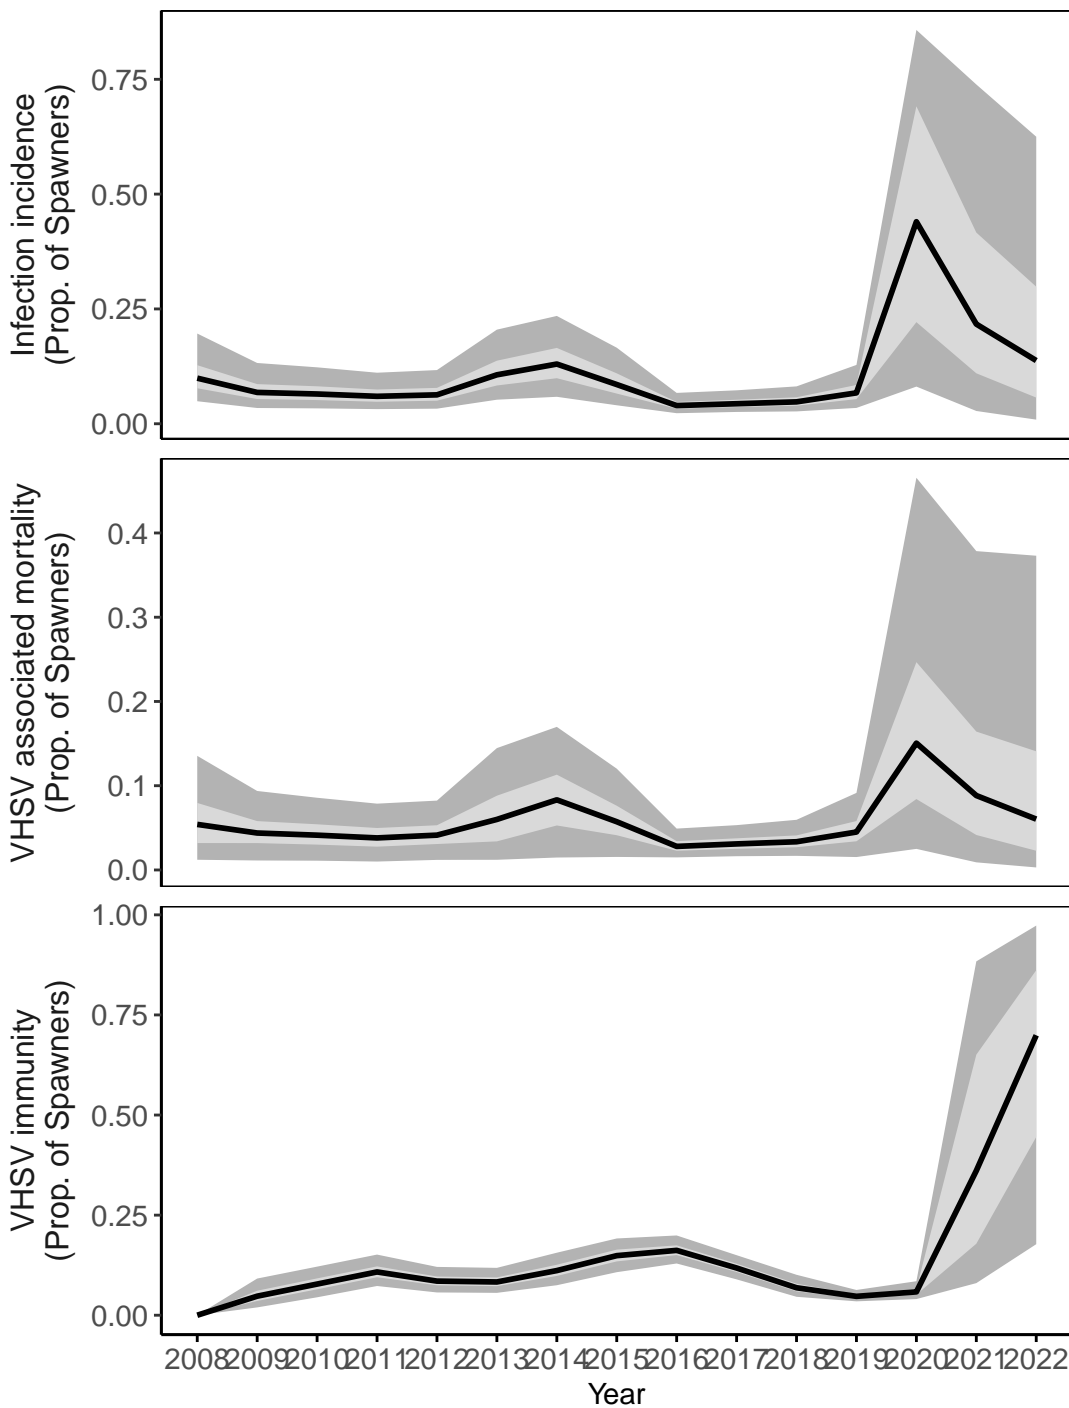 Infection incidence
(Prop. of Spawners)
0.75
0.50
0.25
0.00
VHSV associated mortality
(Prop. of Spawners)
0.4
0.3
0.2
0.1
0.0
VHSV immunity
(Prop. of Spawners)
1.00
0.75
0.50
0.25
0.00
2008 2009 2010 2011 2012 2013 2014 2015 2016 2017 2018 2019 2020 2021 2022
Year